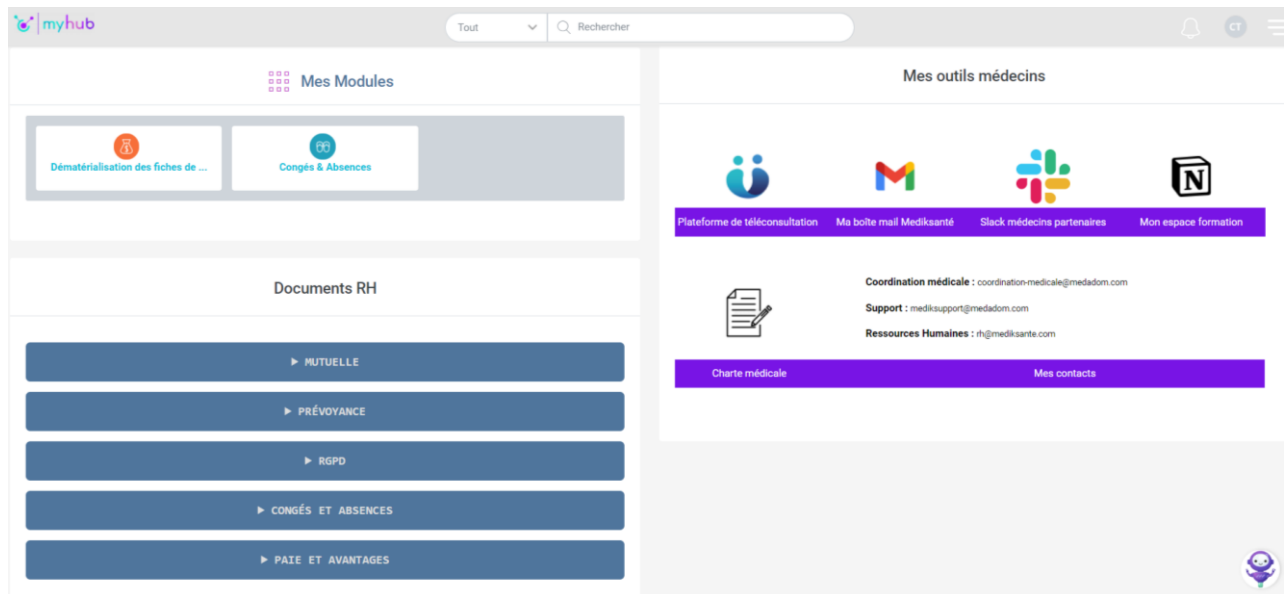 myhub
Tout
Rechercher
CT
Mes Modules
Dématérialisation des fiches de ...
Congés & Absences
Documents RH
▶ MUTUELLE
▶ PRÉVOYANCE
▶ RGPD
▶ CONGÉS ET ABSENCES
▶ PAIE ET AVANTAGES
Mes outils médecins
N
Plateforme de téléconsultation
Ma boîte mail Mediksanté
Slack médecins partenaires
Mon espace formation
Coordination médicale : coordination-medicale@medadom.com
Support : mediksupport@medadom.com
Ressources Humaines : rh@mediksante.com
Charte médicale
Mes contacts